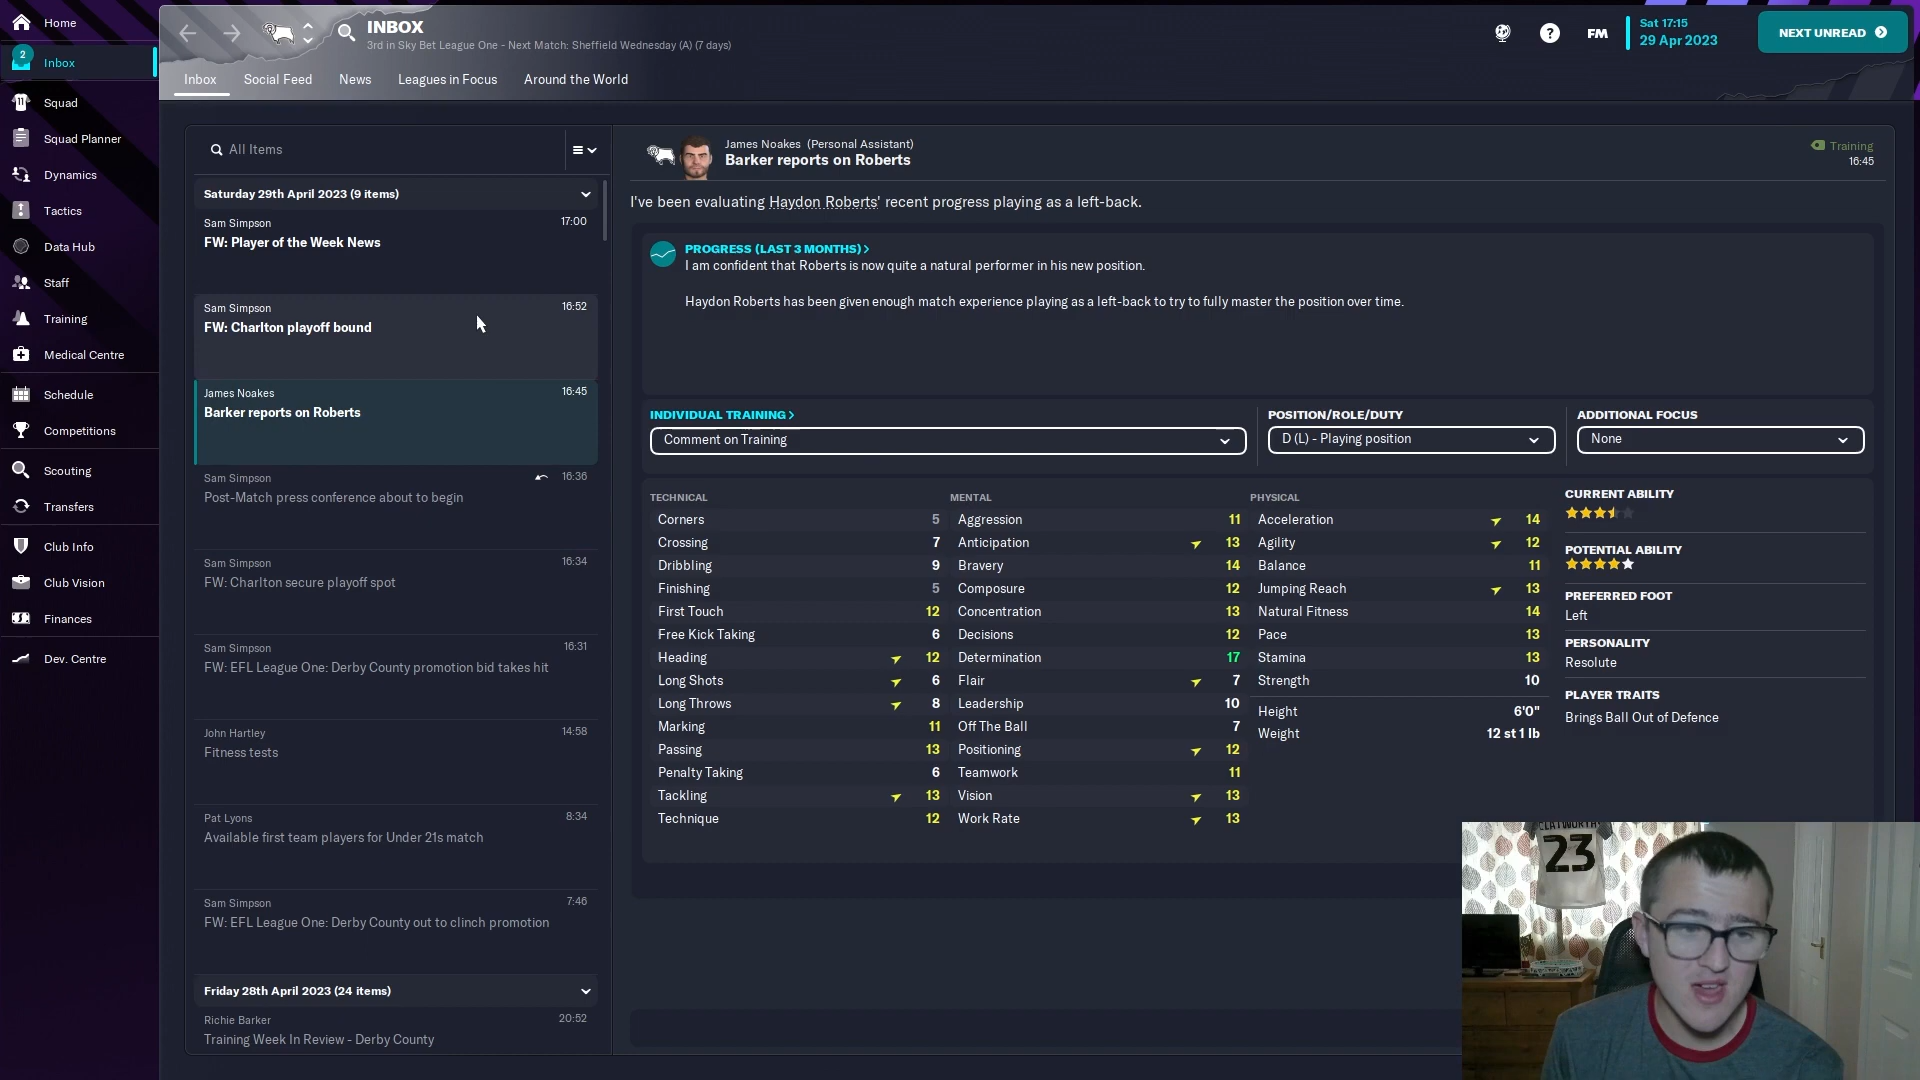 Home
2
Inbox
11
Squad
Squad Planner
Dynamics
Tactics
Data Hub
Staff
Training
Medical Centre
Schedule
Competitions
Scouting
Transfers
Club Info
Club Vision
Finances
Dev. Centre
INBOX
3rd in Sky Bet League One - Next Match: Sheffield Wednesday (A) (7 days)
?
FM
Sat 17:15
29 Apr 2023
NEXT UNREAD
Inbox
Social Feed
News
Leagues in Focus
Around the World
All Items
Saturday 29th April 2023 (9 items)
Sam Simpson 17:00
FW: Player of the Week News
Sam Simpson 16:52
FW: Charlton playoff bound
James Noakes 16:45
Barker reports on Roberts
Sam Simpson 16:36
Post-Match press conference about to begin
Sam Simpson 16:34
FW: Charlton secure playoff spot
Sam Simpson 16:31
FW: EFL League One: Derby County promotion bid takes hit
John Hartley 14:58
Fitness tests
Pat Lyons 8:34
Available first team players for Under 21s match
Sam Simpson 7:46
FW: EFL League One: Derby County out to clinch promotion
Friday 28th April 2023 (24 items)
Richie Barker 20:52
Training Week In Review - Derby County
James Noakes (Personal Assistant)
Barker reports on Roberts
Training
16:45
I've been evaluating Haydon Roberts' recent progress playing as a left-back.
PROGRESS (LAST 3 MONTHS) >
I am confident that Roberts is now quite a natural performer in his new position.
Haydon Roberts has been given enough match experience playing as a left-back to try to fully master the position over time.
INDIVIDUAL TRAINING >
Comment on Training
POSITION/ROLE/DUTY
D (L) - Playing position
ADDITIONAL FOCUS
None
TECHNICAL
Corners 5
Crossing 7
Dribbling 9
Finishing 5
First Touch 12
Free Kick Taking 6
Heading 12
Long Shots 6
Long Throws 8
Marking 11
Passing 13
Penalty Taking 6
Tackling 13
Technique 12
MENTAL
Aggression 11
Anticipation 13
Bravery 14
Composure 12
Concentration 13
Decisions 12
Determination 17
Flair 7
Leadership 10
Off The Ball 7
Positioning 12
Teamwork 11
Vision 13
Work Rate 13
PHYSICAL
Acceleration 14
Agility 12
Balance 11
Jumping Reach 13
Natural Fitness 14
Pace 13
Stamina 13
Strength 10
Height 6'0"
Weight 12 st 1 lb
CURRENT ABILITY
POTENTIAL ABILITY
PREFERRED FOOT
Left
PERSONALITY
Resolute
PLAYER TRAITS
Brings Ball Out of Defence
CLATWORTHY
23